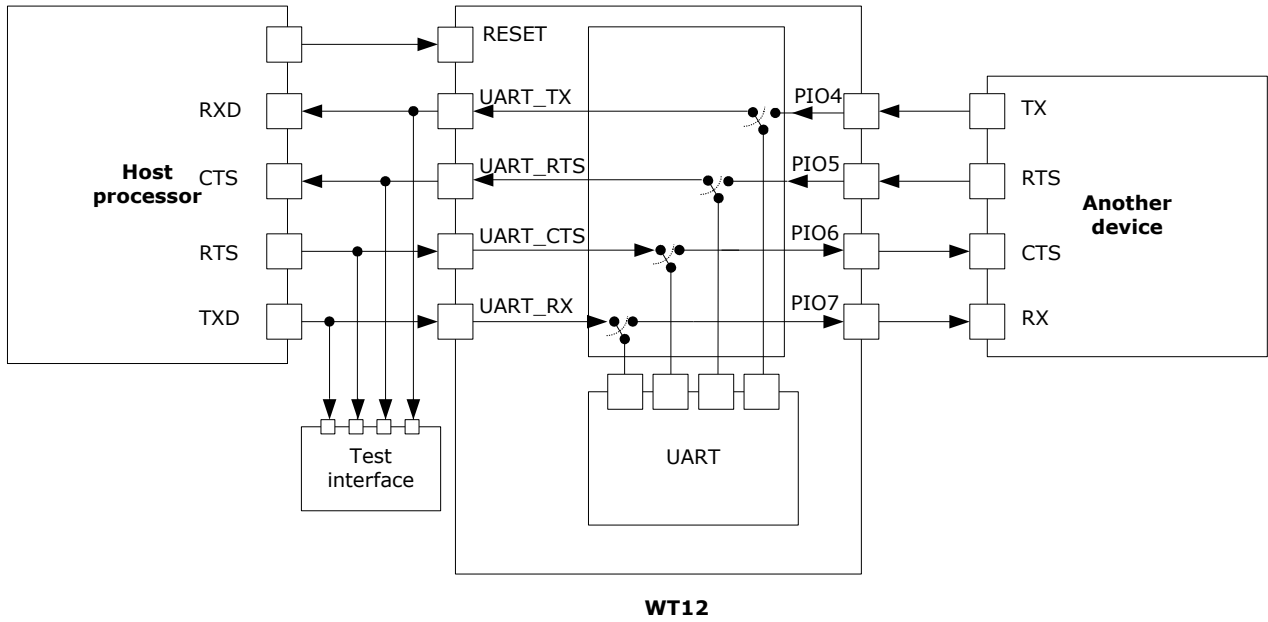 RESET
RXD
UART_TX
PIO4
TX
Host
processor
CTS
UART_RTS
PIO5
RTS
Another
device
RTS
UART_CTS
PIO6
CTS
TXD
UART_RX
PIO7
RX
Test
interface
UART
WT12